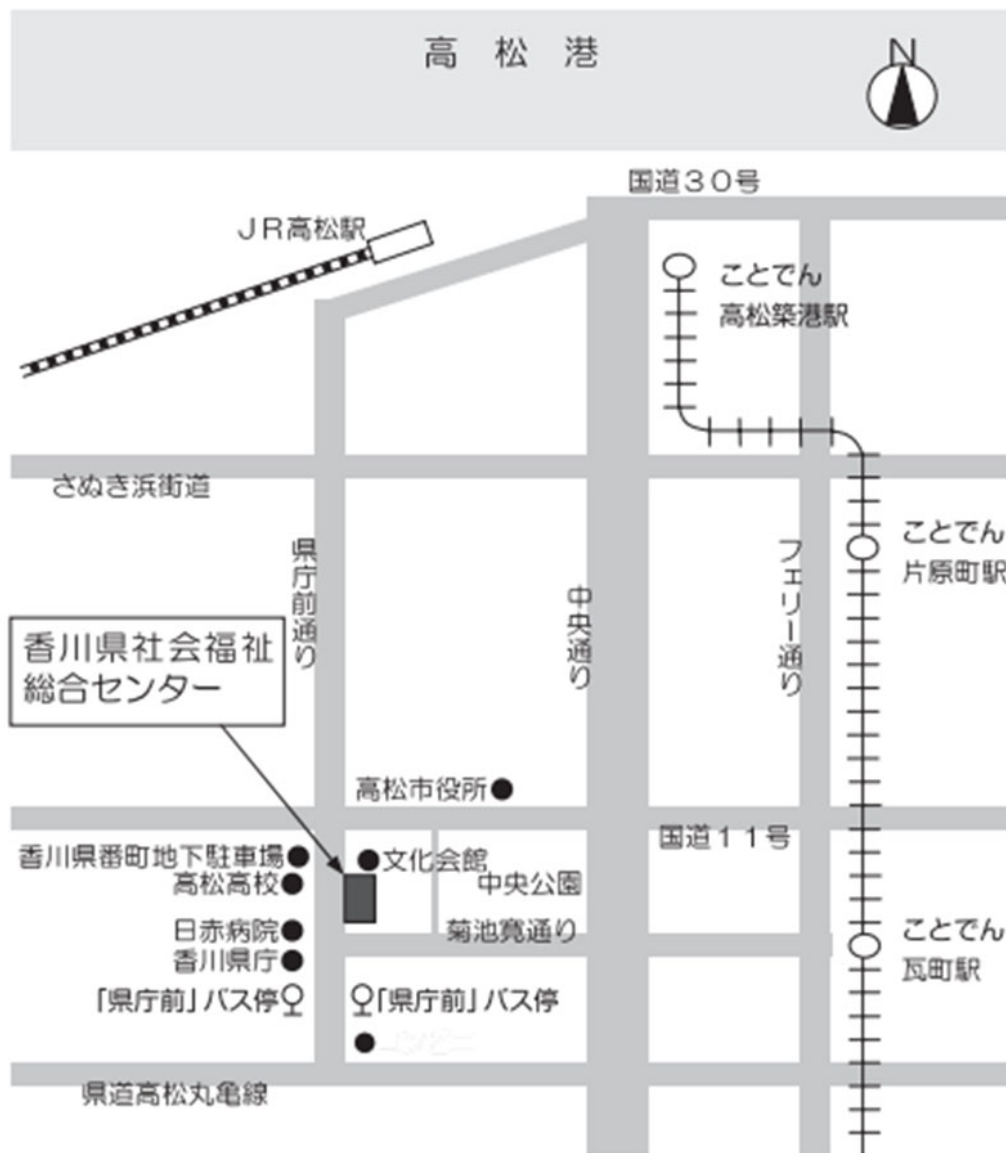 高松港
N
国道30号
JR高松駅
ことでん
高松築港駅
さぬき浜街道
ことでん
片原町駅
県庁前通り
中央通り
フェリー通り
香川県社会福祉
総合センター
高松市役所
国道11号
香川県番町地下駐車場
文化会館
高松高校
中央公園
日赤病院
菊池寛通り
ことでん
瓦町駅
香川県庁
「県庁前」バス停
「県庁前」バス停
県道高松丸亀線